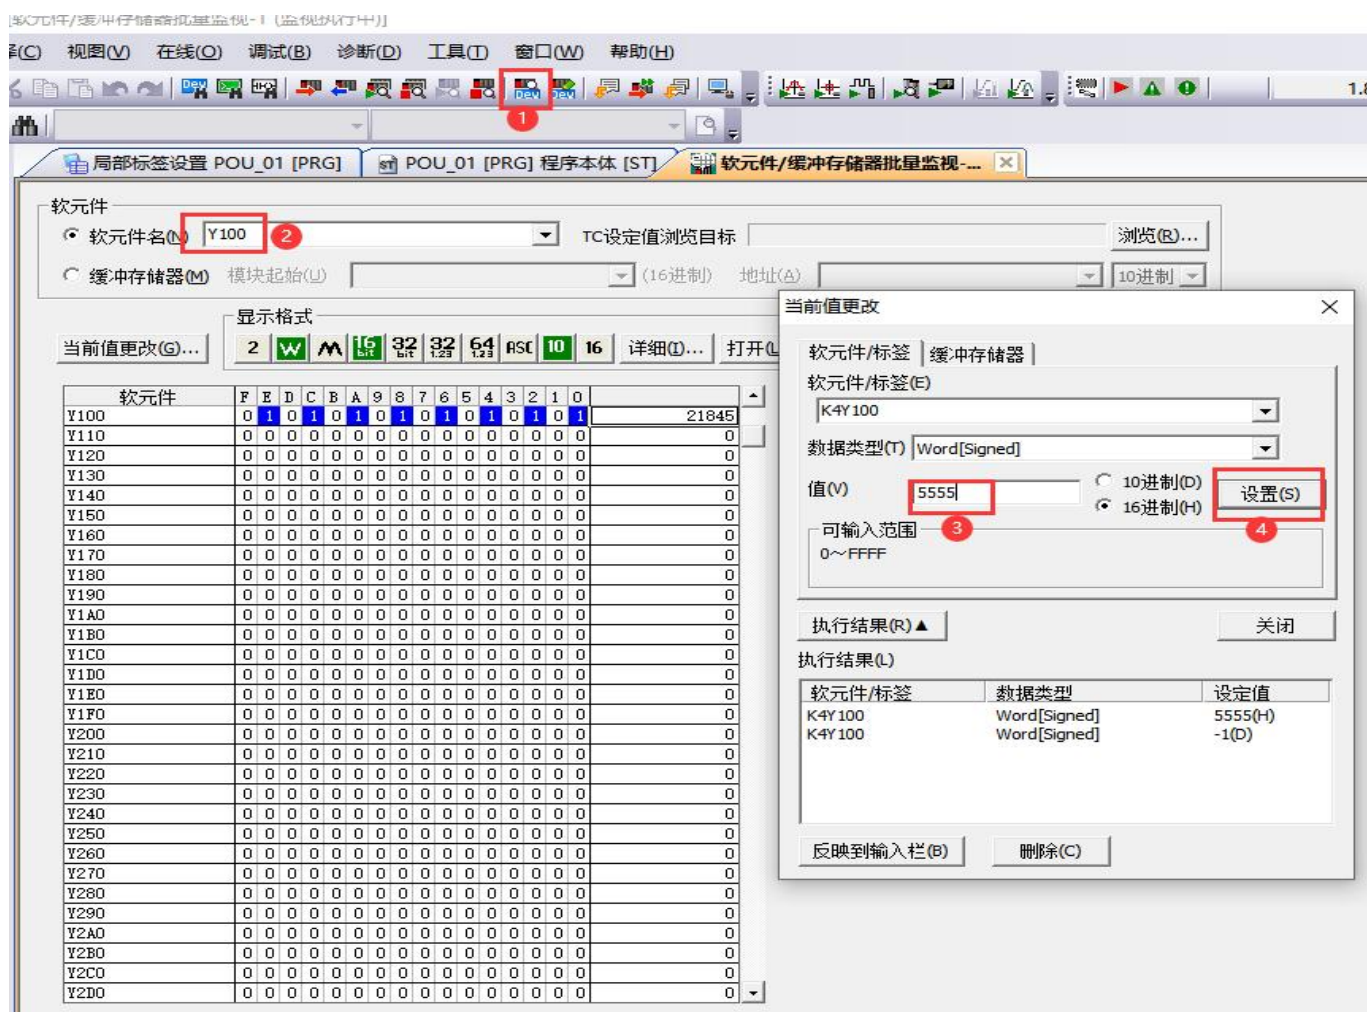 [软元件/缓冲存储器批量监视-1 (监视执行中)]
(C) 视图(V) 在线(O) 调试(B) 诊断(D) 工具(T) 窗口(W) 帮助(H)
1
局部标签设置 POU_01 [PRG] ST POU_01 [PRG] 程序本体 [ST] 软元件/缓冲存储器批量监视-...
软元件
软元件名(N) Y100 2 TC设定值浏览目标 浏览(R)...
缓冲存储器(M) 模块起始(U) (16进制) 地址(A) 10进制
显示格式
当前值更改(G)... 2 W M 16 bit 32 bit 32 1.23 64 1.23 ASC 10 16 详细(I)... 打开(L
软元件 F E D C B A 9 8 7 6 5 4 3 2 1 0
Y100 0 1 0 1 0 1 0 1 0 1 0 1 0 1 0 1 21845
Y110 0 0 0 0 0 0 0 0 0 0 0 0 0 0 0 0 0
Y120 0 0 0 0 0 0 0 0 0 0 0 0 0 0 0 0 0
Y130 0 0 0 0 0 0 0 0 0 0 0 0 0 0 0 0 0
Y140 0 0 0 0 0 0 0 0 0 0 0 0 0 0 0 0 0
Y150 0 0 0 0 0 0 0 0 0 0 0 0 0 0 0 0 0
Y160 0 0 0 0 0 0 0 0 0 0 0 0 0 0 0 0 0
Y170 0 0 0 0 0 0 0 0 0 0 0 0 0 0 0 0 0
Y180 0 0 0 0 0 0 0 0 0 0 0 0 0 0 0 0 0
Y190 0 0 0 0 0 0 0 0 0 0 0 0 0 0 0 0 0
Y1A0 0 0 0 0 0 0 0 0 0 0 0 0 0 0 0 0 0
Y1B0 0 0 0 0 0 0 0 0 0 0 0 0 0 0 0 0 0
Y1C0 0 0 0 0 0 0 0 0 0 0 0 0 0 0 0 0 0
Y1D0 0 0 0 0 0 0 0 0 0 0 0 0 0 0 0 0 0
Y1E0 0 0 0 0 0 0 0 0 0 0 0 0 0 0 0 0 0
Y1F0 0 0 0 0 0 0 0 0 0 0 0 0 0 0 0 0 0
Y200 0 0 0 0 0 0 0 0 0 0 0 0 0 0 0 0 0
Y210 0 0 0 0 0 0 0 0 0 0 0 0 0 0 0 0 0
Y220 0 0 0 0 0 0 0 0 0 0 0 0 0 0 0 0 0
Y230 0 0 0 0 0 0 0 0 0 0 0 0 0 0 0 0 0
Y240 0 0 0 0 0 0 0 0 0 0 0 0 0 0 0 0 0
Y250 0 0 0 0 0 0 0 0 0 0 0 0 0 0 0 0 0
Y260 0 0 0 0 0 0 0 0 0 0 0 0 0 0 0 0 0
Y270 0 0 0 0 0 0 0 0 0 0 0 0 0 0 0 0 0
Y280 0 0 0 0 0 0 0 0 0 0 0 0 0 0 0 0 0
Y290 0 0 0 0 0 0 0 0 0 0 0 0 0 0 0 0 0
Y2A0 0 0 0 0 0 0 0 0 0 0 0 0 0 0 0 0 0
Y2B0 0 0 0 0 0 0 0 0 0 0 0 0 0 0 0 0 0
Y2C0 0 0 0 0 0 0 0 0 0 0 0 0 0 0 0 0 0
Y2D0 0 0 0 0 0 0 0 0 0 0 0 0 0 0 0 0 0
当前值更改
软元件/标签 缓冲存储器
软元件/标签(E)
K4Y100
数据类型(T) Word[Signed]
值(V) 5555 10进制(D) 设置(S)
16进制(H)
可输入范围 3 4
0～FFFF
执行结果(R)▲ 关闭
执行结果(L)
软元件/标签 数据类型 设定值
K4Y100 Word[Signed] 5555(H)
K4Y100 Word[Signed] -1(D)
反映到输入栏(B) 删除(C)